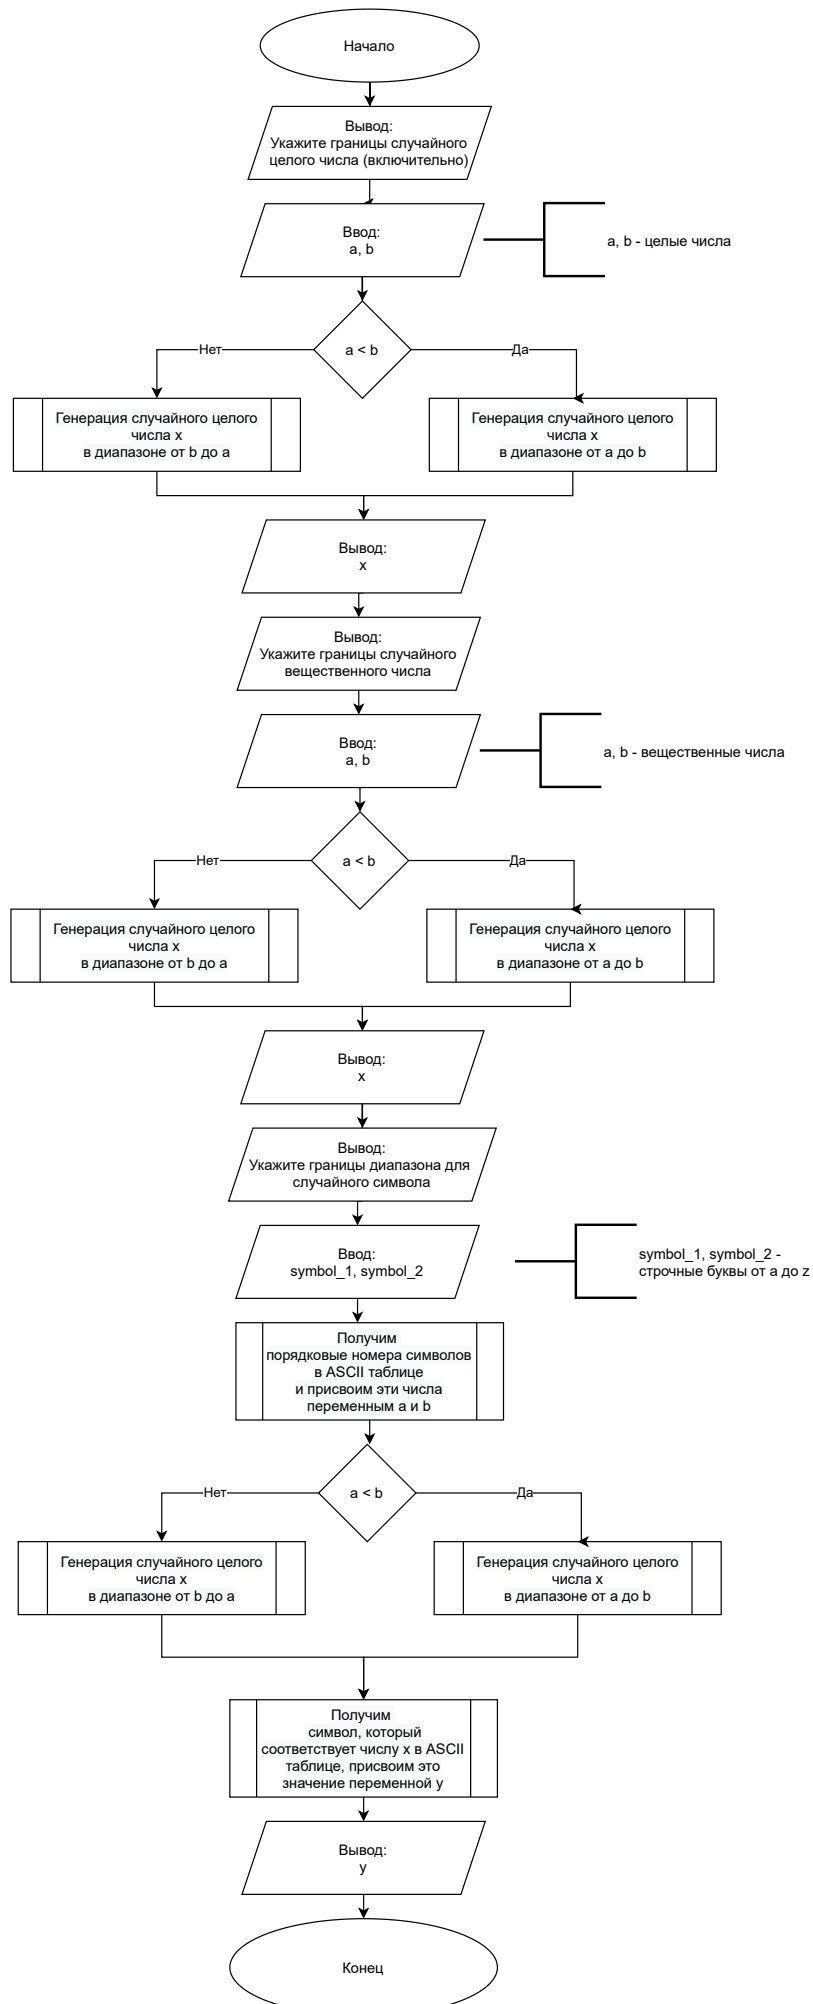 Начало
Вывод:
Укажите границы случайного
целого числа (включительно)
Ввод:
a, b
a, b - целые числа
a < b
Нет
Да
Генерация случайного целого
числа x
в диапазоне от b до a
Генерация случайного целого
числа x
в диапазоне от a до b
Вывод:
x
Вывод:
Укажите границы случайного
вещественного числа
Ввод:
a, b
a, b - вещественные числа
a < b
Нет
Да
Генерация случайного целого
числа x
в диапазоне от b до a
Генерация случайного целого
числа x
в диапазоне от a до b
Вывод:
x
Вывод:
Укажите границы диапазона для
случайного символа
Ввод:
symbol_1, symbol_2
symbol_1, symbol_2 -
строчные буквы от a до z
Получим
порядковые номера символов
в ASCII таблице
и присвоим эти числа
переменным a и b
a < b
Нет
Да
Генерация случайного целого
числа x
в диапазоне от b до a
Генерация случайного целого
числа x
в диапазоне от a до b
Получим
символ, который
соответствует числу x в ASCII
таблице, присвоим это
значение переменной y
Вывод:
y
Конец